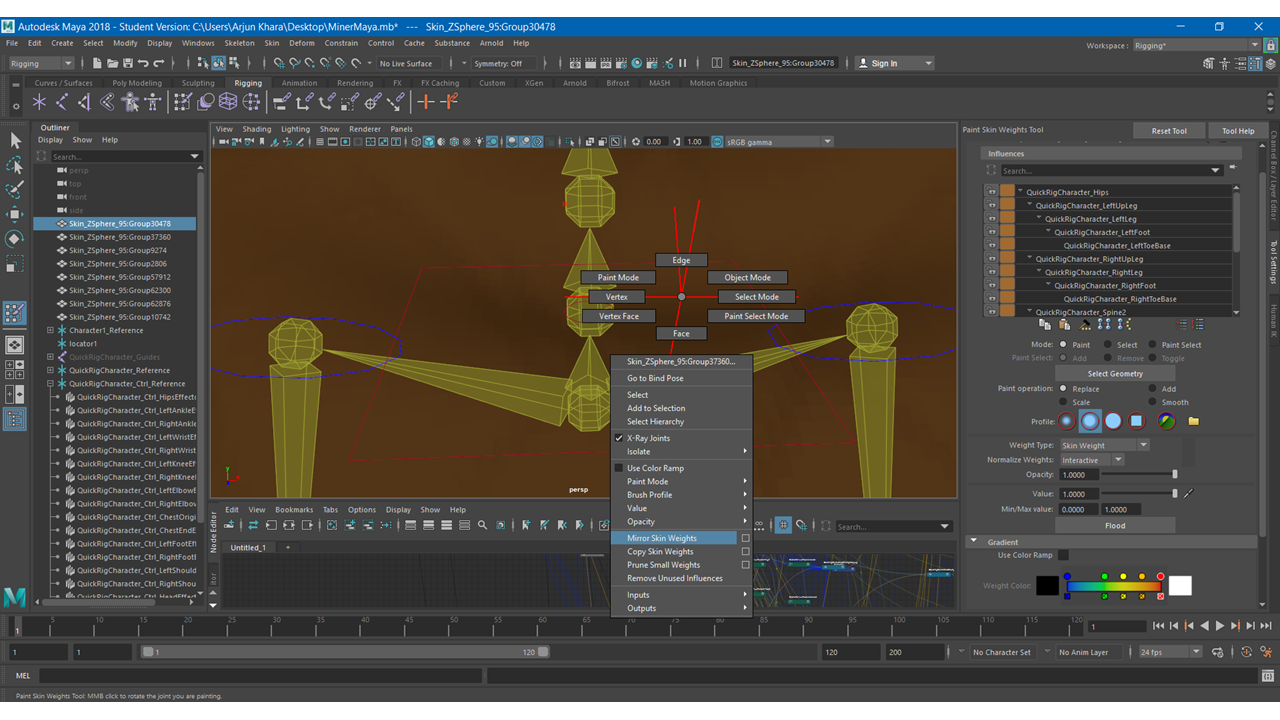 Autodesk Maya 2018 - Student Version: C:\Users\Arjun Khara\Desktop\MinerMaya.mb* --- Skin_ZSphere_95:Group30478
File Edit Create Select Modify Display Windows Skeleton Skin Deform Constrain Control Cache Substance Arnold Help
Workspace : Rigging*
Rigging No Live Surface Symmetry: Off Skin_ZSphere_95:Group30478 Sign In
Curves / Surfaces Poly Modeling Sculpting Rigging Animation Rendering FX FX Caching Custom XGen Arnold Bifrost MASH Motion Graphics
Outliner
Display Show Help
Search...
persp
top
front
side
Skin_ZSphere_95:Group30478
Skin_ZSphere_95:Group37360
Skin_ZSphere_95:Group9274
Skin_ZSphere_95:Group2806
Skin_ZSphere_95:Group57912
Skin_ZSphere_95:Group62300
Skin_ZSphere_95:Group62876
Skin_ZSphere_95:Group10742
Character1_Reference
locator1
QuickRigCharacter_Guides
QuickRigCharacter_Reference
QuickRigCharacter_Ctrl_Reference
QuickRigCharacter_Ctrl_HipsEffecto
QuickRigCharacter_Ctrl_LeftAnkleE
QuickRigCharacter_Ctrl_RightAnkle
QuickRigCharacter_Ctrl_LeftWristEf
QuickRigCharacter_Ctrl_RightWrist
QuickRigCharacter_Ctrl_LeftKneeEf
QuickRigCharacter_Ctrl_RightKneeE
QuickRigCharacter_Ctrl_LeftElbowE
QuickRigCharacter_Ctrl_RightElbow
QuickRigCharacter_Ctrl_ChestOrigi
QuickRigCharacter_Ctrl_ChestEndE
QuickRigCharacter_Ctrl_LeftFootEf
QuickRigCharacter_Ctrl_RightFootE
QuickRigCharacter_Ctrl_LeftShould
QuickRigCharacter_Ctrl_RightShou
QuickRigCharacter_Ctrl_HeadEffect
View Shading Lighting Show Renderer Panels
0.00 1.00 sRGB gamma
Edge
Paint Mode Object Mode
Vertex Select Mode
Vertex Face Paint Select Mode
Face
persp
Skin_ZSphere_95:Group37360...
Go to Bind Pose
Select
Add to Selection
Select Hierarchy
X-Ray Joints
Isolate
Use Color Ramp
Paint Mode
Brush Profile
Value
Opacity
Mirror Skin Weights
Copy Skin Weights
Prune Small Weights
Remove Unused Influences
Inputs
Outputs
Node Editor
Edit View Bookmarks Tabs Options Display Show Help
Search...
Untitled_1 +
Paint Skin Weights Tool Reset Tool Tool Help
Influences
Search...
QuickRigCharacter_Hips
QuickRigCharacter_LeftUpLeg
QuickRigCharacter_LeftLeg
QuickRigCharacter_LeftFoot
QuickRigCharacter_LeftToeBase
QuickRigCharacter_RightUpLeg
QuickRigCharacter_RightLeg
QuickRigCharacter_RightFoot
QuickRigCharacter_RightToeBase
QuickRigCharacter_Spine2
Mode: Paint Select Paint Select
Paint Select: Add Remove Toggle
Select Geometry
Paint operation: Replace Add
Scale Smooth
Profile:
Weight Type: Skin Weight
Normalize Weights: Interactive
Opacity: 1.0000
Value: 1.0000
Min/Max value: 0.0000 1.0000
Flood
Gradient
Use Color Ramp
Weight Color:
Channel Box / Layer Editor
Tool Settings
1 5 10 15 20 25 30 35 40 45 50 55 60 65 70 75 80 85 90 95 100 105 110 115 120 1
1 1 1 120 120 200 No Character Set No Anim Layer 24 fps
MEL
Paint Skin Weights Tool: MMB click to rotate the joint you are painting.